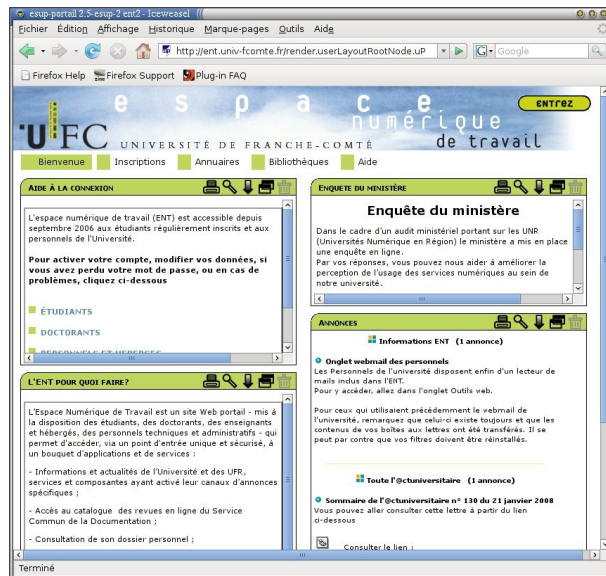 esup-portail 2.5-esup-2 ent2 - Iceweasel
Fichier Édition Affichage Historique Marque-pages Outils Aide
http://ent.univ-fcomte.fr/render.userLayoutRootNode.uP
Google
Firefox Help Firefox Support Plug-in FAQ
espace
numérique
de travail
ENTrez
UFC UNIVERSITÉ DE FRANCHE-COMTÉ
Bienvenue Inscriptions Annuaires Bibliothèques Aide
AIDE À LA CONNEXION
L'espace numérique de travail (ENT) est accessible depuis
septembre 2006 aux étudiants régulièrement inscrits et aux
personnels de l'Université.
Pour activer votre compte, modifier vos données, si
vous avez perdu votre mot de passe, ou en cas de
problèmes, cliquez ci-dessous
ÉTUDIANTS
DOCTORANTS
PERSONNELS ET HEBERGES
L'ENT POUR QUOI FAIRE?
L'Espace Numérique de Travail est un site Web portail - mis à
la disposition des étudiants, des doctorants, des enseignants
et hébergés, des personnels techniques et administratifs - qui
permet d'accéder, via un point d'entrée unique et sécurisé, à
un bouquet d'applications et de services :
- Informations et actualités de l'Université et des UFR,
services et composantes ayant activé leur canaux d'annonces
spécifiques ;
- Accès au catalogue des revues en ligne du Service
Commun de la Documentation ;
- Consultation de son dossier personnel ;
ENQUETE DU MINISTÈRE
Enquête du ministère
Dans le cadre d'un audit ministériel portant sur les UNR
(Universités Numérique en Région) le ministère a mis en place
une enquête en ligne.
Par vos réponses, vous pouvez nous aider à améliorer la
perception de l'usage des services numériques au sein de
notre université.
ANNONCES
Informations ENT (1 annonce)
Onglet webmail des personnels
Les Personnels de l'université disposent enfin d'un lecteur de
mails inclus dans l'ENT.
Pour y accéder, allez dans l'onglet Outils web.
Pour ceux qui utilisaient précédemment le webmail de
l'université, remarquez que celui-ci existe toujours et que les
contenus de vos boîtes aux lettres ont été transférés. Il se
peut par contre que vos filtres doivent être réinstallés.
Toute l'@ctuniversitaire (1 annonce)
Sommaire de l'@ctuniversitaire n° 130 du 21 janvier 2008
Vous pouvez aller consulter cette lettre à partir du lien
ci-dessous
Consulter le lien :
Terminé